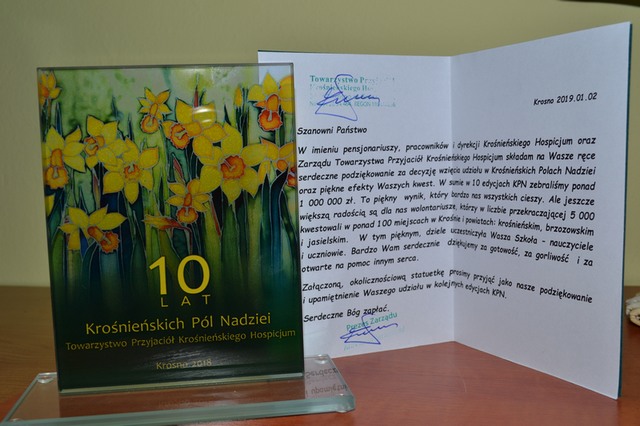 10
LAT
Krośnieńskich Pól Nadziei
Towarzystwo Przyjaciół Krośnieńskiego Hospicjum
Krosno 2018
Towarzystwo
Krosno 2019.01.02
Szanowni Państwo
W imieniu pensjonariuszy, pracowników i dyrekcji Krośnieńskiego Hospicjum oraz
Zarządu Towarzystwa Przyjaciół Krośnieńskiego Hospicjum składam na Wasze ręce
serdeczne podziękowanie za decyzję wzięcia udziału w Krośnieńskich Polach Nadziei
oraz piękne efekty Waszych kwest. W sumie w 10 edycjach KPN zebraliśmy ponad
1 000 000 zł. To piękny wynik, który bardzo nas wszystkich cieszy. Ale jeszcze
większą radością są dla nas wolontariusze, którzy w liczbie przekraczającej 5 000
kwestowali w ponad 100 miejscach w Krośnie i powiatach: krośnieńskim, brzozowskim
i jasielskim. W tym pięknym, dziele uczestniczyła Wasza Szkoła - nauczyciele
i uczniowie. Bardzo Wam serdecznie dziękujemy za gotowość, za gorliwość i za
otwarte na pomoc innym serca.
Załączoną, okolicznościową statuetkę prosimy przyjąć jako nasze podziękowanie
i upamiętnienie Waszego udziału w kolejnych edycjach KPN.
Serdeczne Bóg zapłać.
Prezes Zarządu